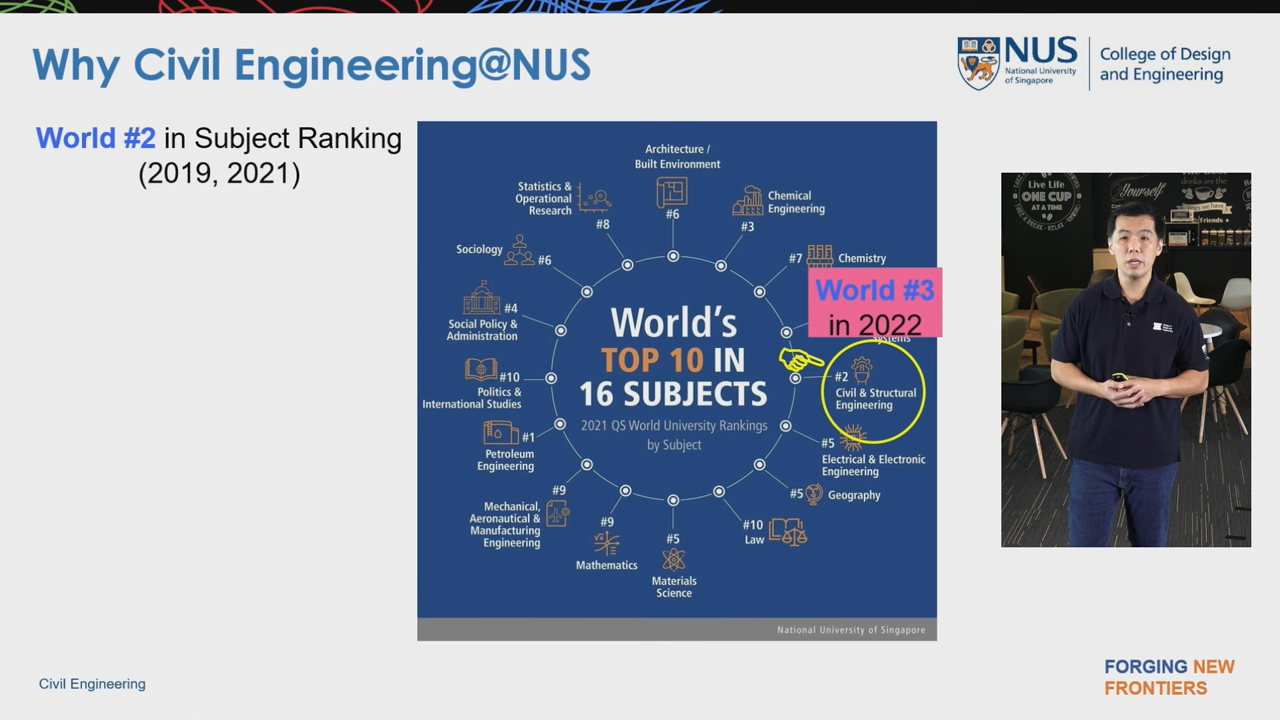 Why Civil Engineering@NUS
NUS
National University
of Singapore
College of Design
and Engineering
World #2 in Subject Ranking
(2019, 2021)
Architecture /
Built Environment
#6
Chemical
Engineering
#3
#7 Chemistry
World #3
in 2022
Systems
#2
Civil & Structural
Engineering
#5
Electrical & Electronic
Engineering
#5 Geography
#10
Law
#5
Materials
Science
#9
Mathematics
#9
Mechanical,
Aeronautical &
Manufacturing
Engineering
#1
Petroleum
Engineering
#10
Politics &
International Studies
#4
Social Policy &
Administration
Sociology #6
Statistics &
Operational
Research
#8
World's
TOP 10 IN
16 SUBJECTS
2021 QS World University Rankings
by Subject
National University of Singapore
Live Life
ONE CUP
AT A TIME
Yourself
Friends
Civil Engineering
FORGING NEW
FRONTIERS